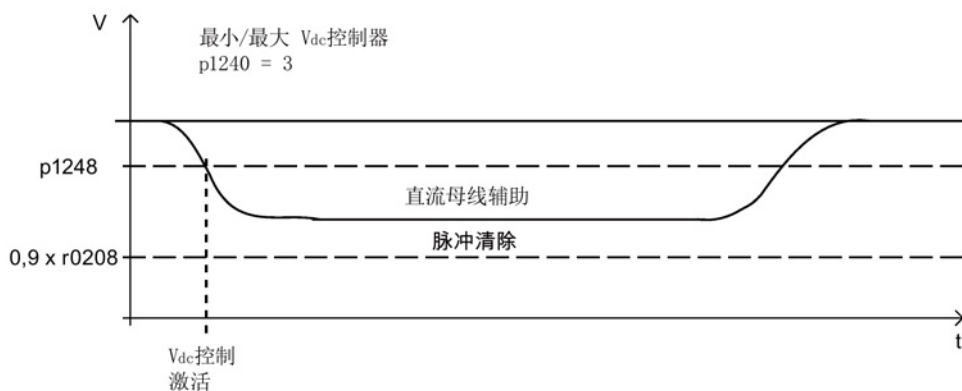 V
最小/最大 Vdc控制器
p1240 = 3
p1248
直流母线辅助
脉冲清除
0,9 x r0208
t
Vdc控制
激活